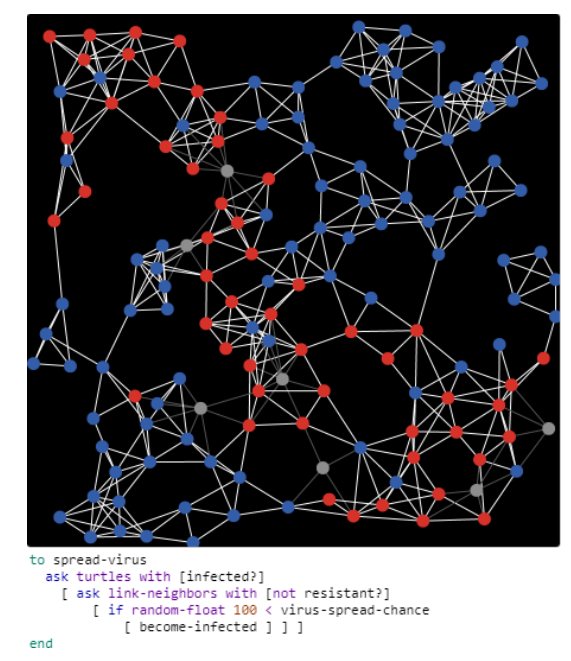 to spread-virus
ask turtles with [infected?]
[ ask link-neighbors with [not resistant?]
[ if random-float 100 < virus-spread-chance
[ become-infected ] ] ]
end